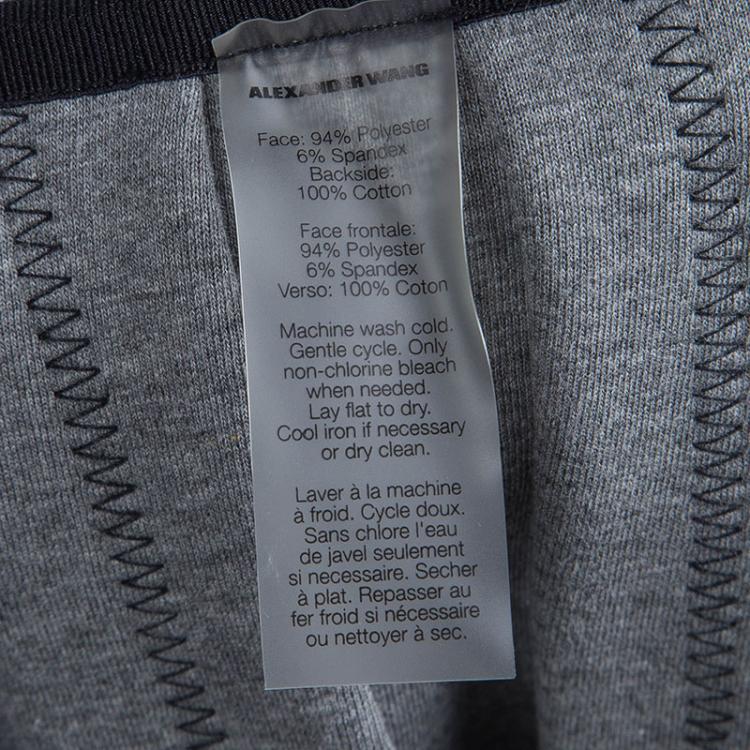 ALEXANDER WANG
Face: 94% Polyester
6% Spandex
Backside:
100% Cotton
Face frontale:
94% Polyester
6% Spandex
Verso: 100% Coton
Machine wash cold.
Gentle cycle. Only
non-chlorine bleach
when needed.
Lay flat to dry.
Cool iron if necessary
or dry clean.
Laver à la machine
à froid. Cycle doux.
Sans chlore l'eau
de javel seulement
si necessaire. Secher
à plat. Repasser au
fer froid si nécessaire
ou nettoyer à sec.